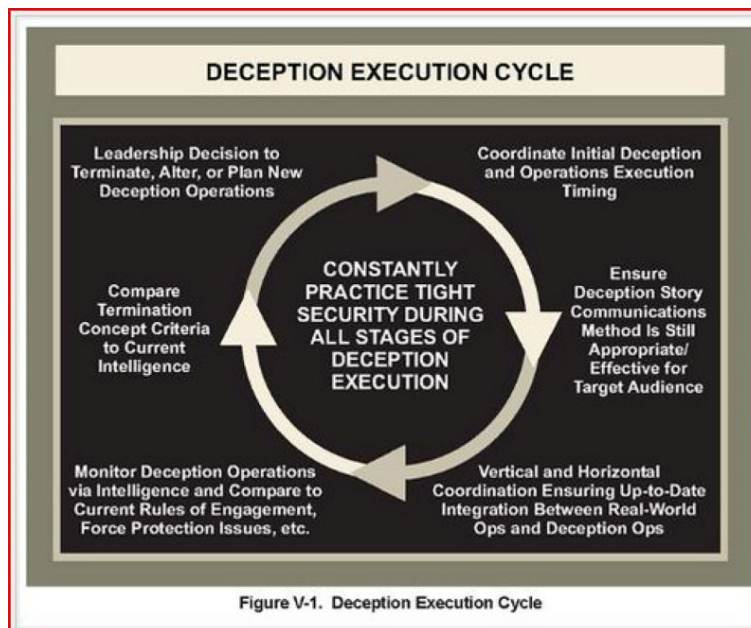 DECEPTION EXECUTION CYCLE
Leadership Decision to
Terminate, Alter, or Plan New
Deception Operations
Coordinate Initial Deception
and Operations Execution
Timing
CONSTANTLY
PRACTICE TIGHT
SECURITY DURING
ALL STAGES OF
DECEPTION
EXECUTION
Compare
Termination
Concept Criteria
to Current
Intelligence
Ensure
Deception Story
Communications
Method Is Still
Appropriate/
Effective for
Target Audience
Monitor Deception Operations
via Intelligence and Compare to
Current Rules of Engagement,
Force Protection Issues, etc.
Vertical and Horizontal
Coordination Ensuring Up-to-Date
Integration Between Real-World
Ops and Deception Ops
Figure V-1. Deception Execution Cycle